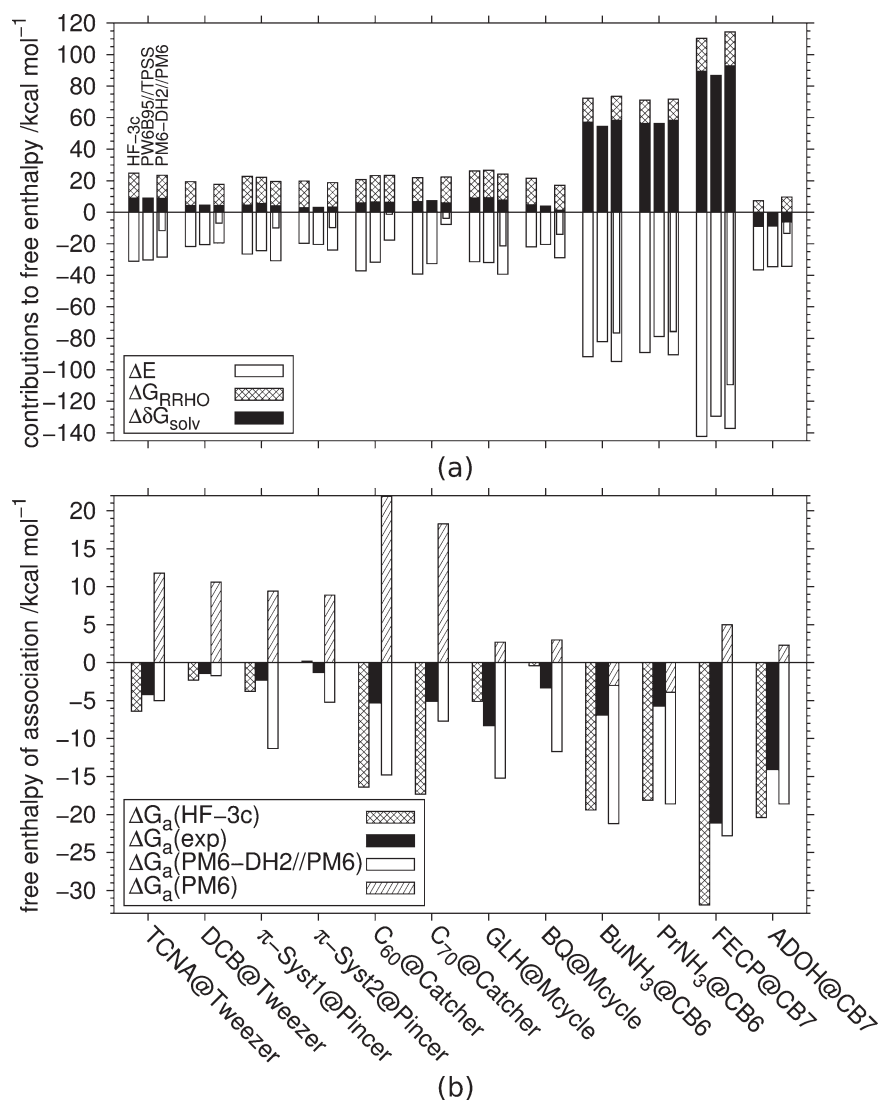 contributions to free enthalpy /kcal mol⁻¹
120
100
80
60
40
20
0
−20
−40
−60
−80
−100
−120
−140
HF−3c
PW6B95//TPSS
PM6−DH2//PM6
ΔE
ΔG_RRHO
ΔδG_solv
(a)
free enthalpy of association /kcal mol⁻¹
20
15
10
5
0
−5
−10
−15
−20
−25
−30
ΔGₐ(HF−3c)
ΔGₐ(exp)
ΔGₐ(PM6−DH2//PM6)
ΔGₐ(PM6)
TCNA@Tweezer
DCB@Tweezer
π−Syst1@Pincer
π−Syst2@Pincer
C₆₀@Catcher
C₇₀@Catcher
GLH@Mcycle
BQ@Mcycle
BuNH₃@CB6
PrNH₃@CB6
FECP@CB7
ADOH@CB7
(b)